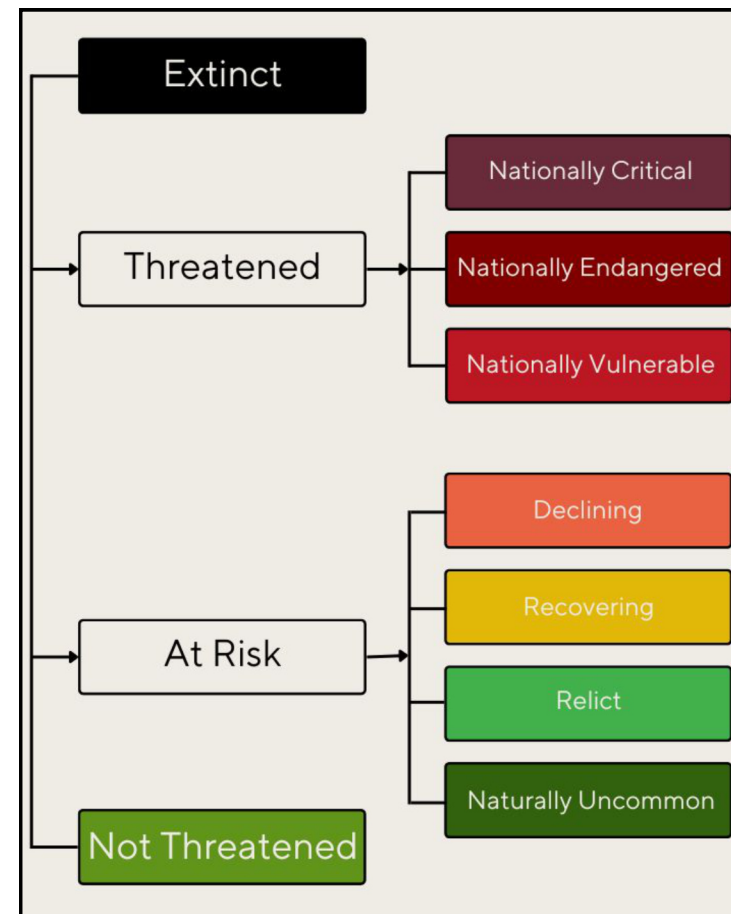 Extinct
Threatened
Nationally Critical
Nationally Endangered
Nationally Vulnerable
At Risk
Declining
Recovering
Relict
Naturally Uncommon
Not Threatened